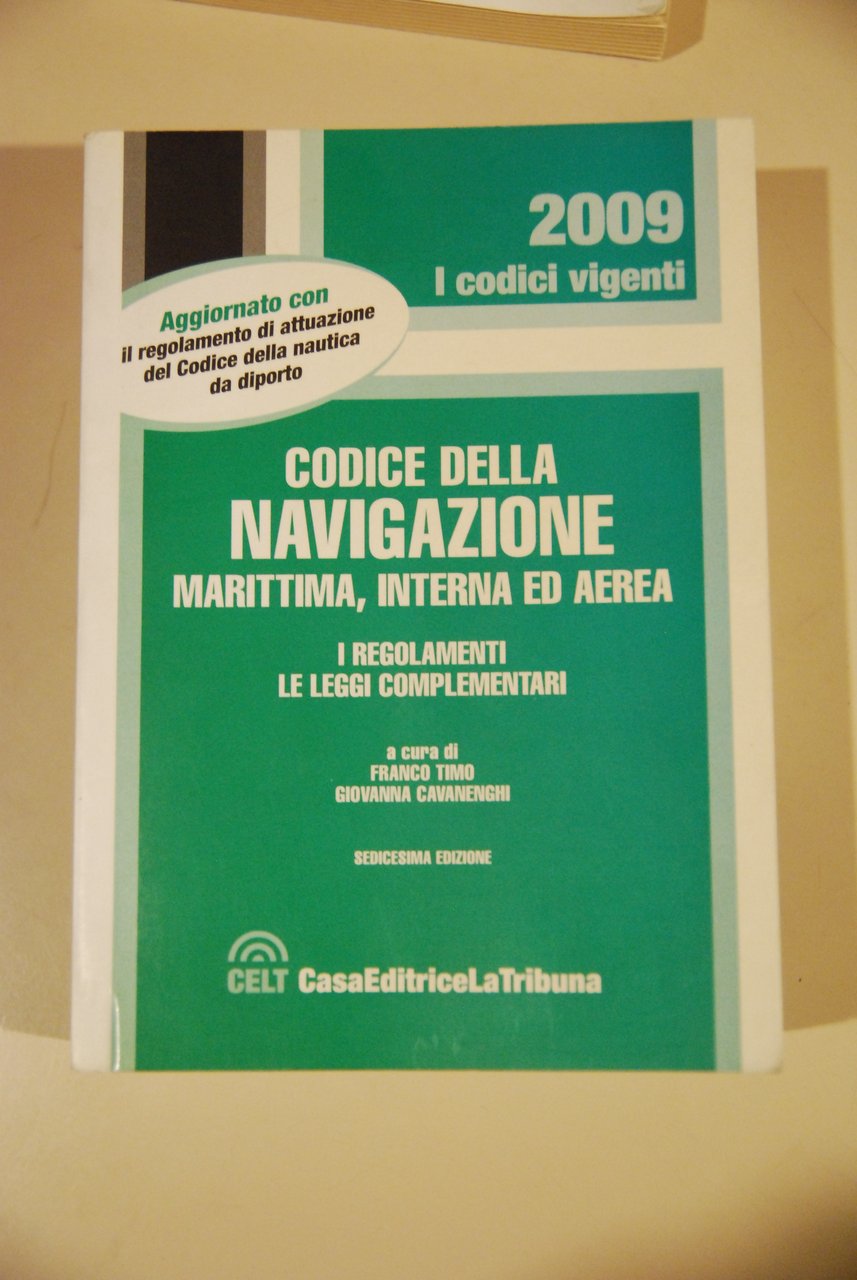 2009
I codici vigenti
Aggiornato con
il regolamento di attuazione
del Codice della nautica
da diporto
CODICE DELLA
NAVIGAZIONE
MARITTIMA, INTERNA ED AEREA
I REGOLAMENTI
LE LEGGI COMPLEMENTARI
a cura di
FRANCO TIMO
GIOVANNA CAVANENGHI
SEDICESIMA EDIZIONE
CELT CasaEditriceLaTribuna